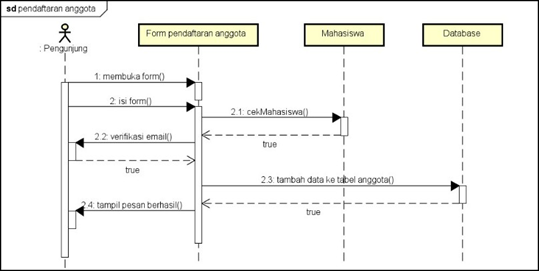 sd pendaftaran anggota
: Pengunjung
Form pendaftaran anggota
Mahasiswa
Database
1: membuka form()
2: isi form()
2.1: cekMahasiswa()
true
2.2: verifikasi email()
true
2.3: tambah data ke tabel anggota()
true
2.4: tampil pesan berhasil()